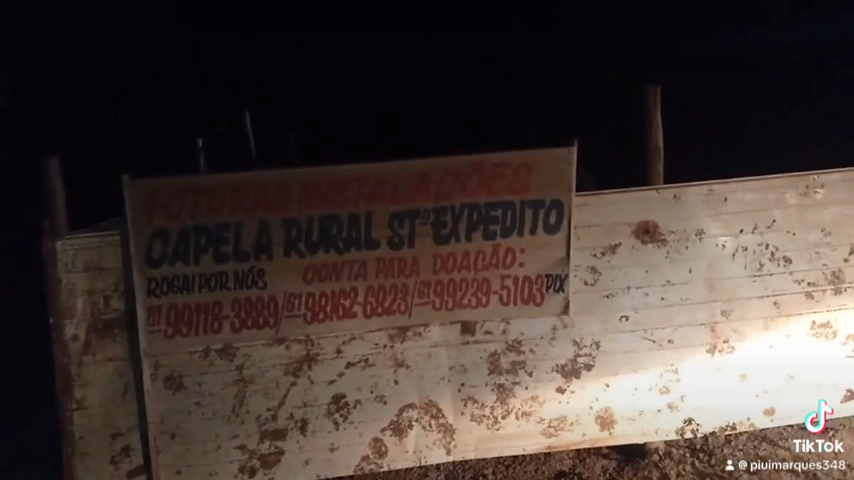 FUTURAS INSTALAÇÕES
CAPELA RURAL STº EXPEDITO
ROGAI POR NÓS CONTA PARA DOAÇÃO:
61 99118-3889/61 98162-6823/61 99239-5103 PIX
TikTok
@piuimarques348